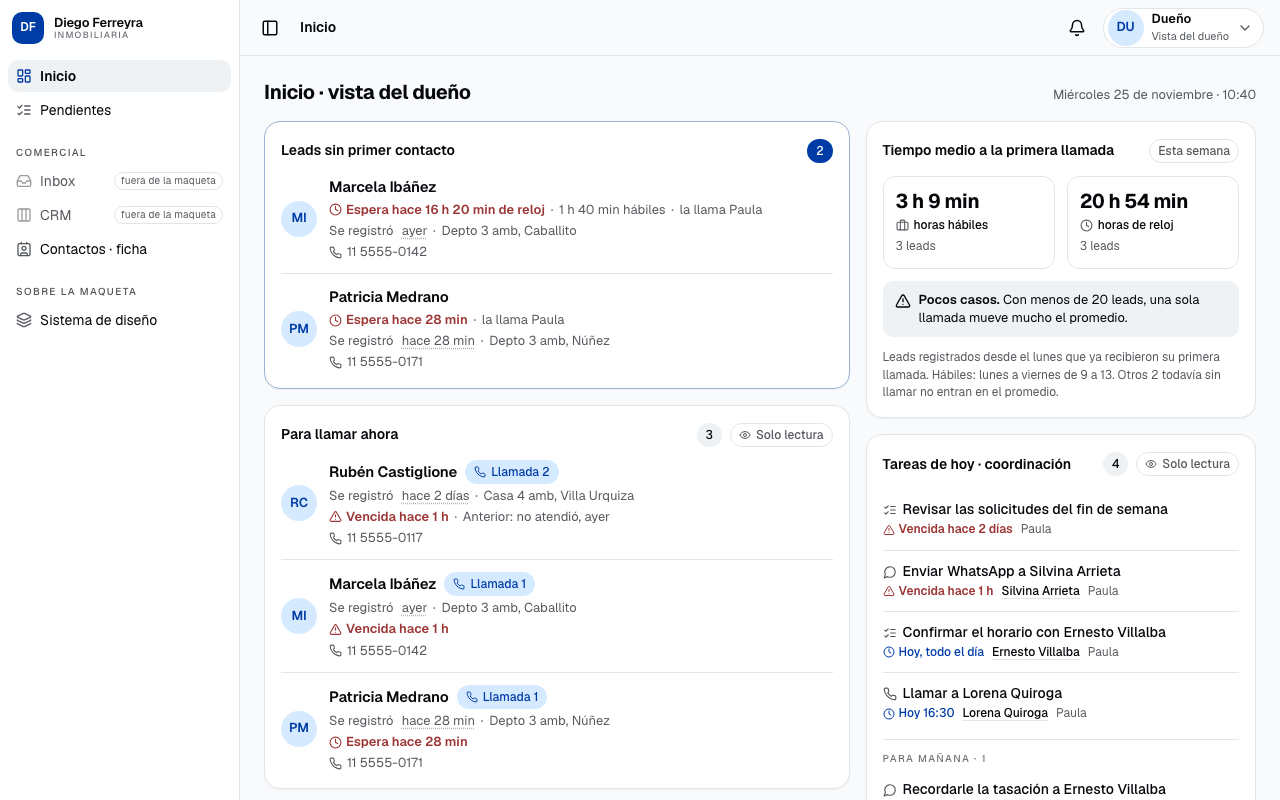 DF
Diego Ferreyra
INMOBILIARIA
Inicio
Pendientes
COMERCIAL
Inbox
fuera de la maqueta
CRM
fuera de la maqueta
Contactos · ficha
SOBRE LA MAQUETA
Sistema de diseño
Inicio
DU
Dueño
Vista del dueño
Inicio · vista del dueño
Miércoles 25 de noviembre · 10:40
Leads sin primer contacto
2
MI
Marcela Ibáñez
Espera hace 16 h 20 min de reloj · 1 h 40 min hábiles · la llama Paula
Se registró ayer · Depto 3 amb, Caballito
11 5555-0142
PM
Patricia Medrano
Espera hace 28 min · la llama Paula
Se registró hace 28 min · Depto 3 amb, Núñez
11 5555-0171
Para llamar ahora
3
Solo lectura
RC
Rubén Castiglione
Llamada 2
Se registró hace 2 días · Casa 4 amb, Villa Urquiza
Vencida hace 1 h · Anterior: no atendió, ayer
11 5555-0117
MI
Marcela Ibáñez
Llamada 1
Se registró ayer · Depto 3 amb, Caballito
Vencida hace 1 h
11 5555-0142
PM
Patricia Medrano
Llamada 1
Se registró hace 28 min · Depto 3 amb, Núñez
Espera hace 28 min
11 5555-0171
Tiempo medio a la primera llamada
Esta semana
3 h 9 min
horas hábiles
3 leads
20 h 54 min
horas de reloj
3 leads
Pocos casos. Con menos de 20 leads, una sola
llamada mueve mucho el promedio.
Leads registrados desde el lunes que ya recibieron su primera
llamada. Hábiles: lunes a viernes de 9 a 13. Otros 2 todavía sin
llamar no entran en el promedio.
Tareas de hoy · coordinación
4
Solo lectura
Revisar las solicitudes del fin de semana
Vencida hace 2 días Paula
Enviar WhatsApp a Silvina Arrieta
Vencida hace 1 h Silvina Arrieta Paula
Confirmar el horario con Ernesto Villalba
Hoy, todo el día Ernesto Villalba Paula
Llamar a Lorena Quiroga
Hoy 16:30 Lorena Quiroga Paula
PARA MAÑANA · 1
Recordarle la tasación a Ernesto Villalba